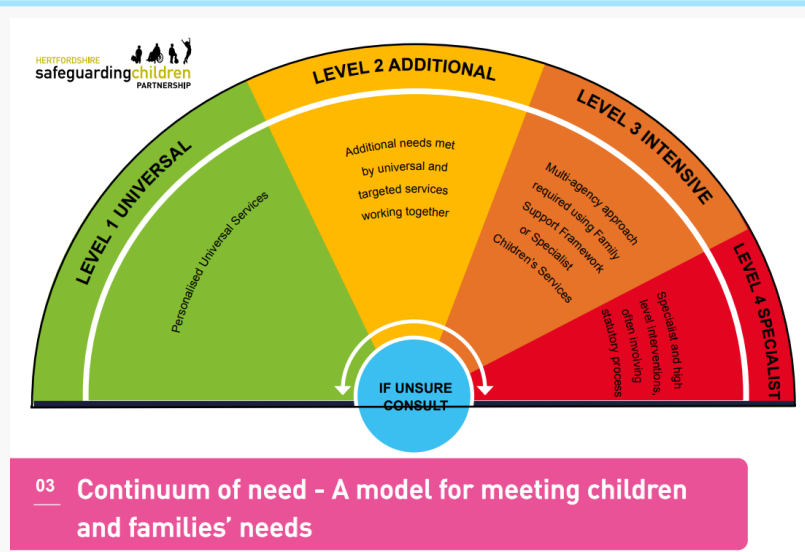 HERTFORDSHIRE
safeguardingchildren
PARTNERSHIP
LEVEL 1 UNIVERSAL
Personalised Universal Services
LEVEL 2 ADDITIONAL
Additional needs met
by universal and
targeted services
working together
LEVEL 3 INTENSIVE
Multi-agency approach
required using Family
Support Framework
or Specialist
Children's Services
LEVEL 4 SPECIALIST
Specialist and high
level interventions,
often involving
statutory process
IF UNSURE
CONSULT
03
Continuum of need - A model for meeting children
and families’ needs